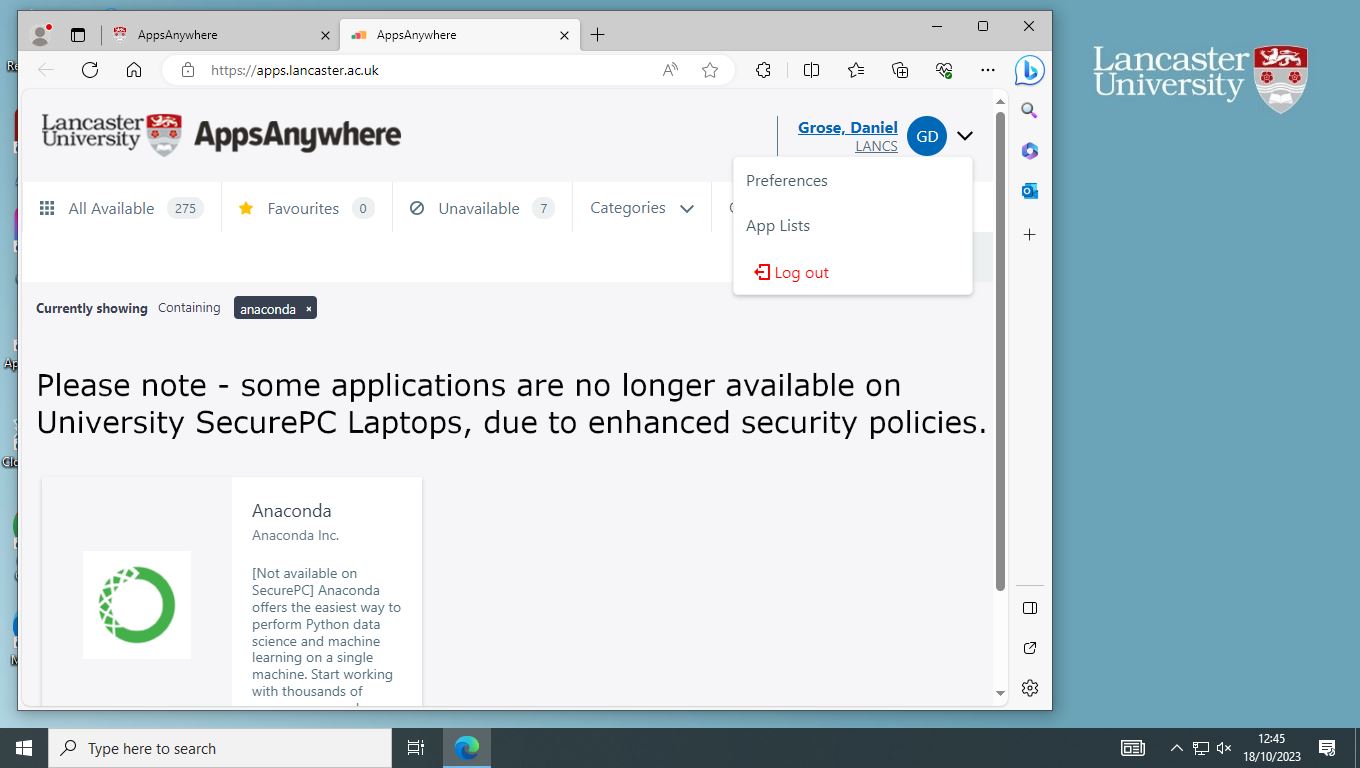 AppsAnywhere
AppsAnywhere
https://apps.lancaster.ac.uk
Lancaster
University
Lancaster
University
AppsAnywhere
Grose, Daniel
LANCS
GD
Preferences
App Lists
Log out
All Available 275
Favourites 0
Unavailable 7
Categories
Currently showing Containing anaconda ×
Please note - some applications are no longer available on
University SecurePC Laptops, due to enhanced security policies.
Anaconda
Anaconda Inc.
[Not available on
SecurePC] Anaconda
offers the easiest way to
perform Python data
science and machine
learning on a single
machine. Start working
with thousands of
Type here to search
12:45
18/10/2023